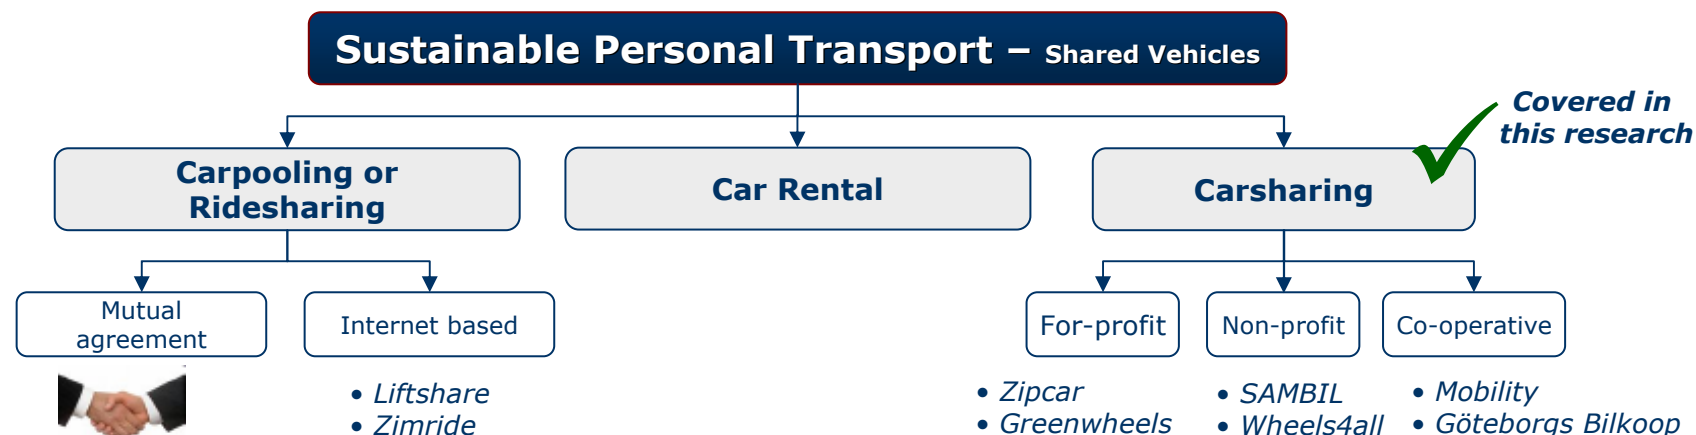 Sustainable Personal Transport – Shared Vehicles
Covered in
this research
Carpooling or
Ridesharing
Car Rental
Carsharing
Mutual
agreement
Internet based
For-profit
Non-profit
Co-operative
• Liftshare
• Zimride
• Zipcar
• Greenwheels
• SAMBIL
• Wheels4all
• Mobility
• Göteborgs Bilkoop